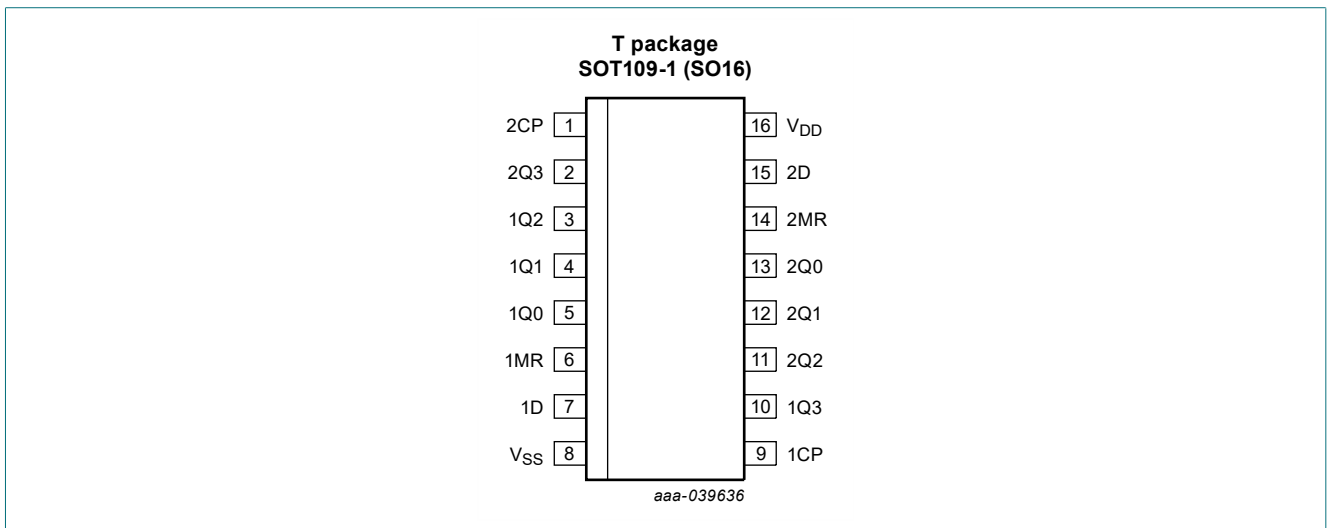 T package
SOT109-1 (SO16)
2CP 1 16 VDD
2Q3 2 15 2D
1Q2 3 14 2MR
1Q1 4 13 2Q0
1Q0 5 12 2Q1
1MR 6 11 2Q2
1D 7 10 1Q3
VSS 8 9 1CP
aaa-039636